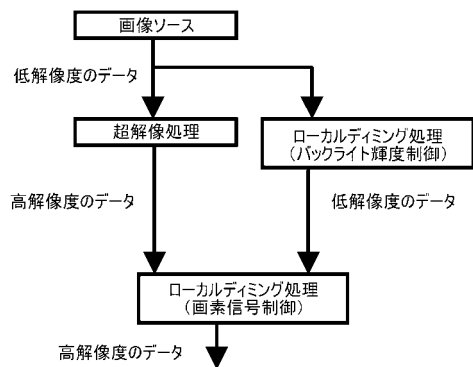 画像ソース
低解像度のデータ
超解像処理
ローカルディミング処理
（バックライト輝度制御）
高解像度のデータ
低解像度のデータ
ローカルディミング処理
（画素信号制御）
高解像度のデータ